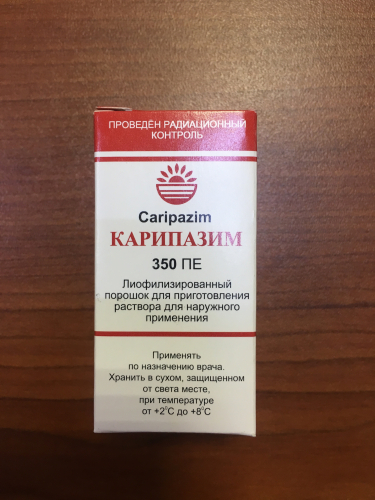 ПРОВЕДЁН РАДИАЦИОННЫЙ
КОНТРОЛЬ
Caripazim
КАРИПАЗИМ
350 ПЕ
Лиофилизированный
порошок для приготовления
раствора для наружного
применения
Применять
по назначению врача.
Хранить в сухом, защищенном
от света месте,
при температуре
от +2°С до +8°С